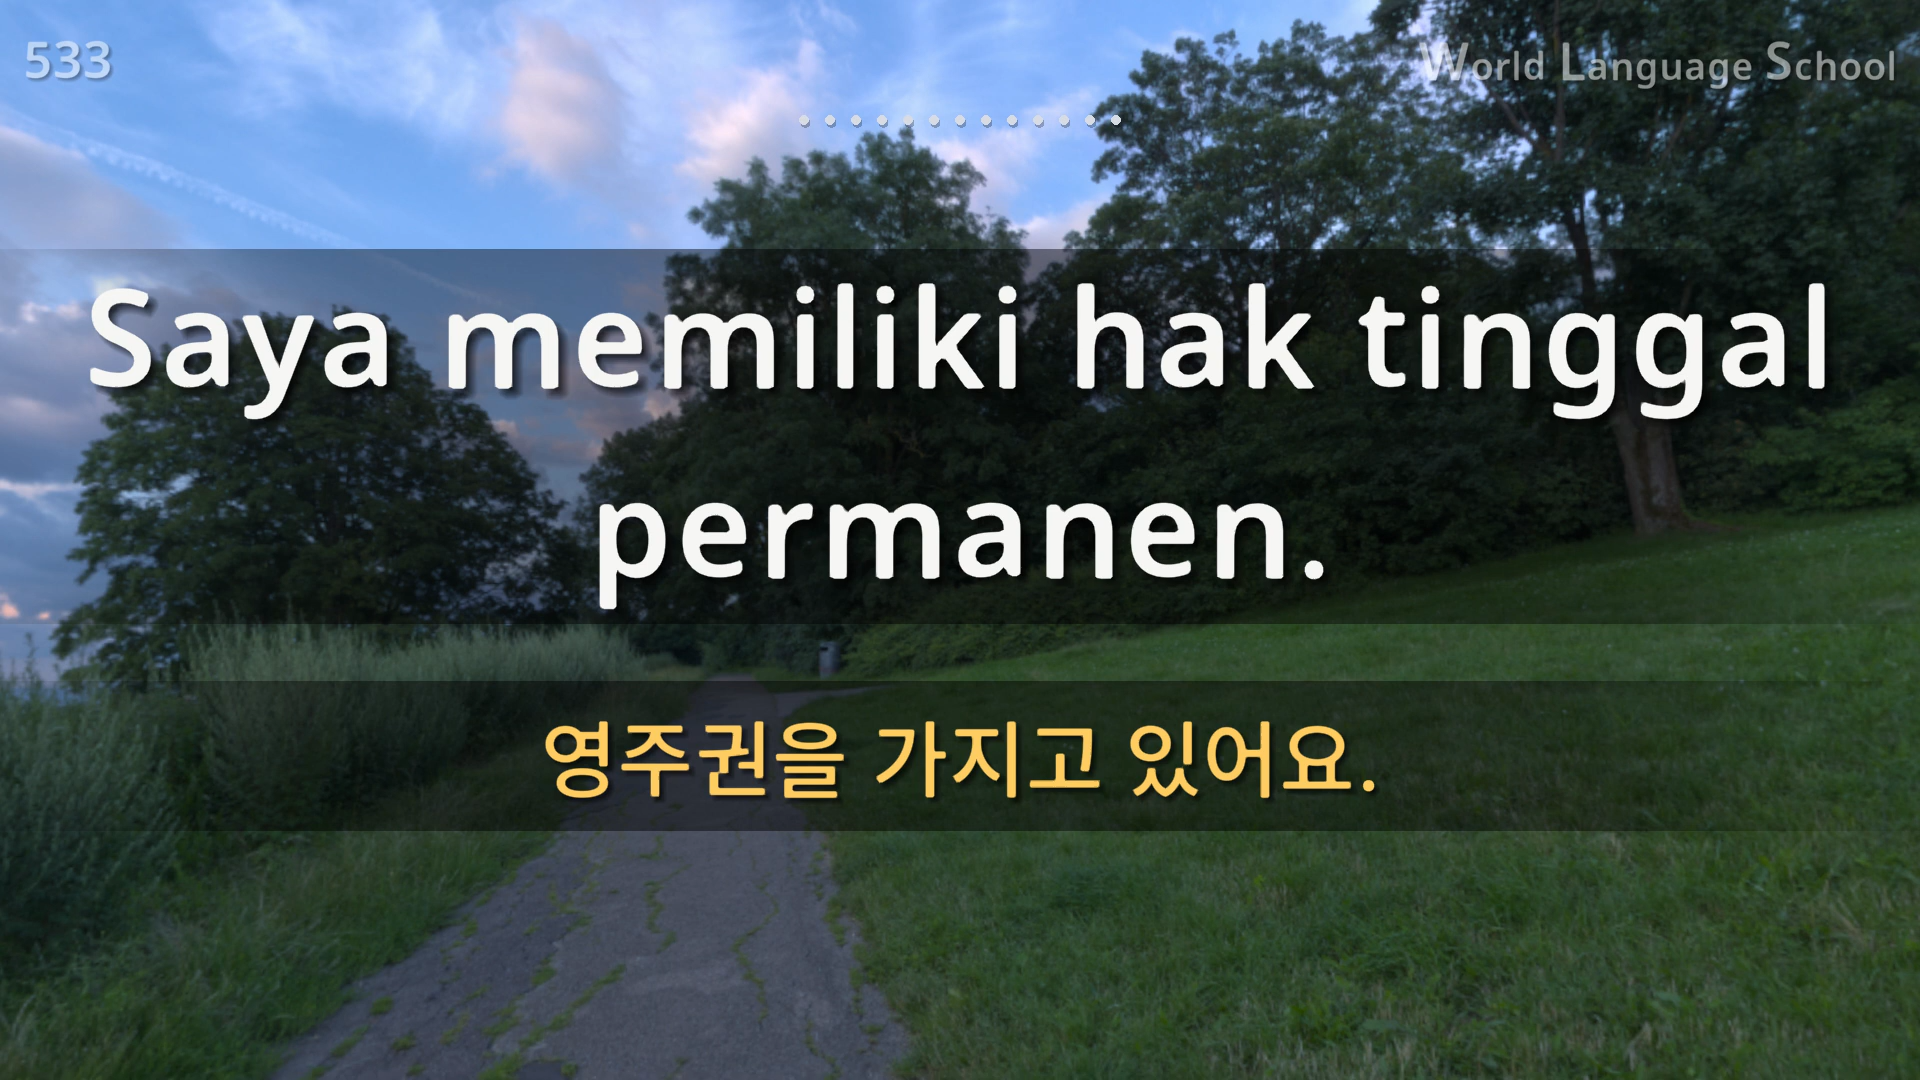 533
World Language School
Saya memiliki hak tinggal
permanen.
영주권을 가지고 있어요.